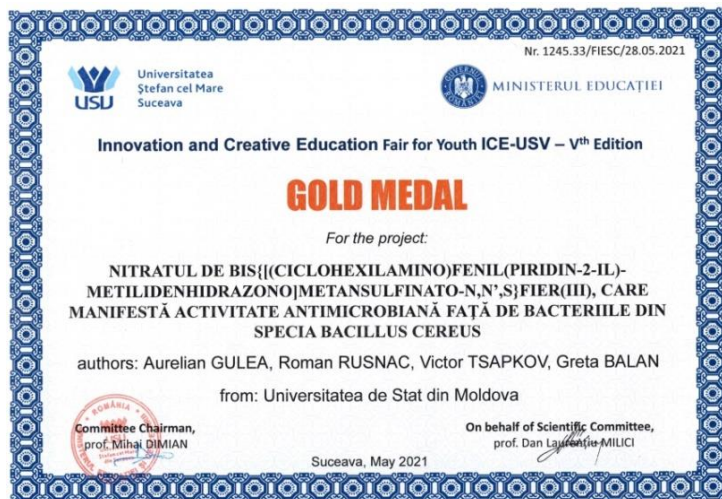 Nr. 1245.33/FIESC/28.05.2021
Universitatea
Ștefan cel Mare
Suceava
USU
MINISTERUL EDUCAȚIEI
Innovation and Creative Education Fair for Youth ICE-USV – Vth Edition
GOLD MEDAL
For the project:
NITRATUL DE BIS{[(CICLOHEXILAMINO)FENIL(PIRIDIN-2-IL)-
METILIDENHIDRAZONO]METANSULFINATO-N,N’,S}FIER(III), CARE
MANIFESTĂ ACTIVITATE ANTIMICROBIANĂ FAȚĂ DE BACTERIILE DIN
SPECIA BACILLUS CEREUS
authors: Aurelian GULEA, Roman RUSNAC, Victor TSAPKOV, Greta BALAN
from: Universitatea de Stat din Moldova
Committee Chairman,
prof. Mihai DIMIAN
On behalf of Scientific Committee,
prof. Dan Laurențiu MILICI
Suceava, May 2021
ROMÂNIA